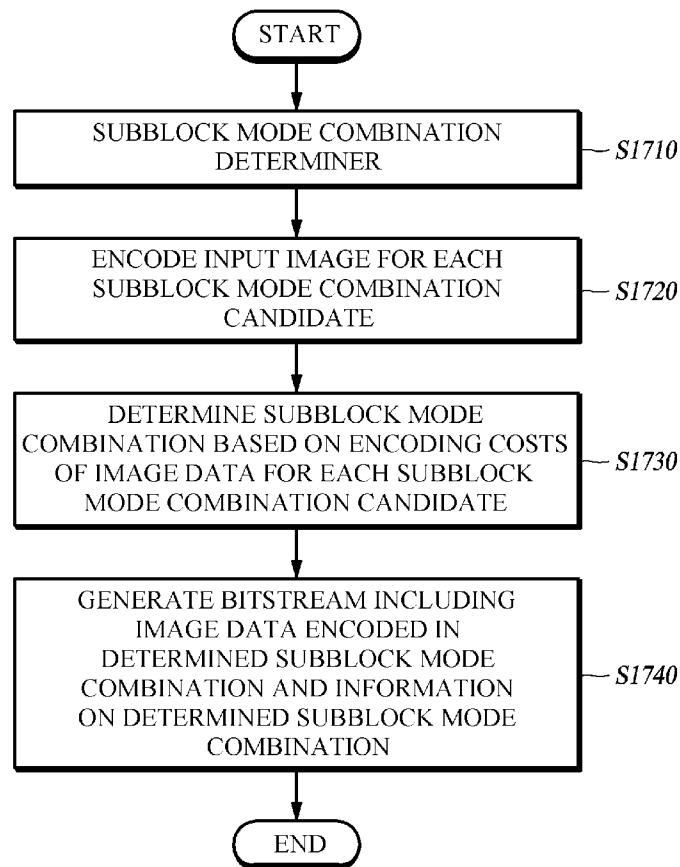 START
SUBBLOCK MODE COMBINATION
DETERMINER
S1710
ENCODE INPUT IMAGE FOR EACH
SUBBLOCK MODE COMBINATION
CANDIDATE
S1720
DETERMINE SUBBLOCK MODE
COMBINATION BASED ON ENCODING COSTS
OF IMAGE DATA FOR EACH SUBBLOCK
MODE COMBINATION CANDIDATE
S1730
GENERATE BITSTREAM INCLUDING
IMAGE DATA ENCODED IN
DETERMINED SUBBLOCK MODE
COMBINATION AND INFORMATION
ON DETERMINED SUBBLOCK MODE
COMBINATION
S1740
END